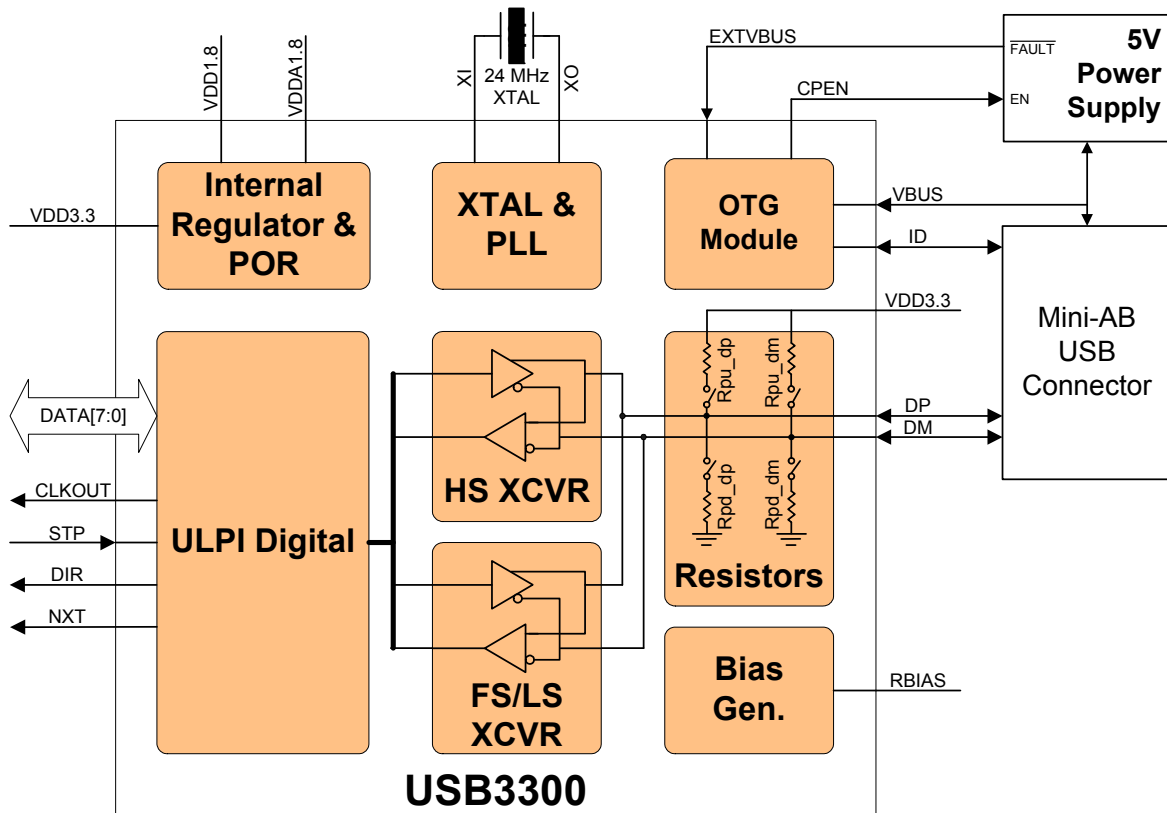 VDD1.8
VDDA1.8
XI
24 MHz
XTAL
XO
EXTVBUS
CPEN
FAULT
EN
5V
Power
Supply
VDD3.3
Internal
Regulator &
POR
XTAL &
PLL
OTG
Module
VBUS
ID
VDD3.3
Mini-AB
USB
Connector
DATA[7:0]
CLKOUT
STP
DIR
NXT
ULPI Digital
HS XCVR
FS/LS
XCVR
Rpu_dp
Rpu_dm
Rpd_dp
Rpd_dm
Resistors
DP
DM
Bias
Gen.
RBIAS
USB3300